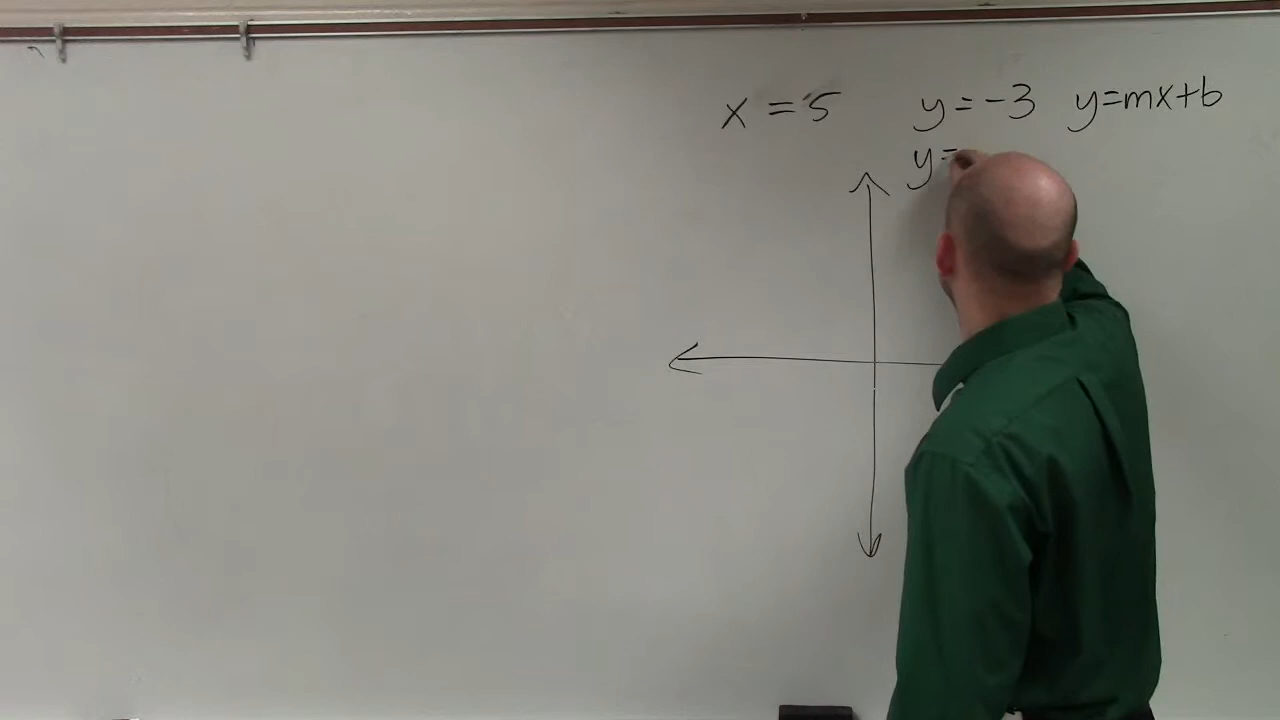 x = 5 y = -3 y=mx+b
y=